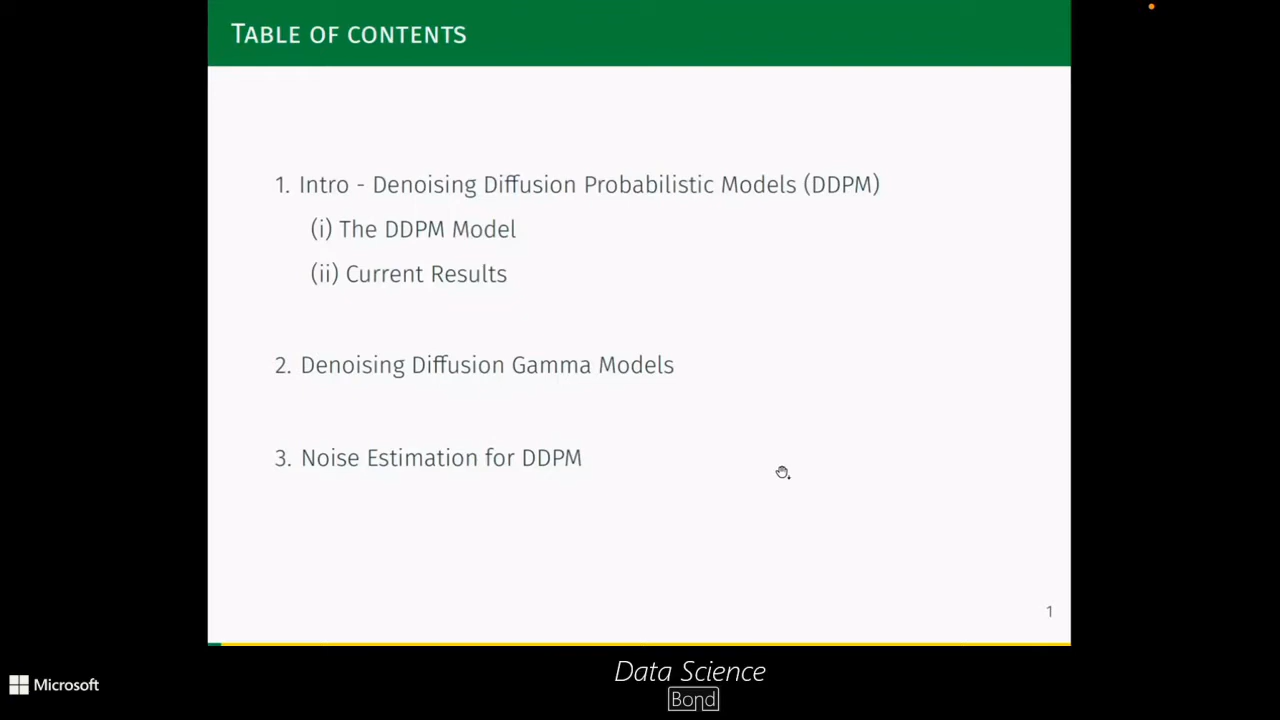 Table of contents
1. Intro - Denoising Diffusion Probabilistic Models (DDPM)
(i) The DDPM Model
(ii) Current Results
2. Denoising Diffusion Gamma Models
3. Noise Estimation for DDPM
1
Data Science
Bond
Microsoft